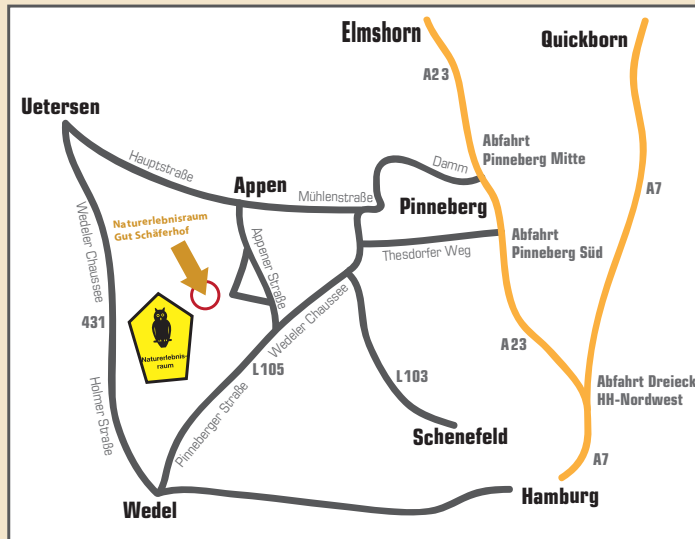 Elmshorn
Quickborn
A23
Uetersen
Hauptstraße
Abfahrt
Pinneberg Mitte
Damm
Appen
Mühlenstraße
A7
Pinneberg
Naturerlebnisraum
Gut Schäferhof
Wedeler Chaussee
Appener Straße
Abfahrt
Pinneberg Süd
Thesdorfer Weg
431
Naturerlebnis-
raum
Wedeler Chaussee
A23
L105
L103
Holmer Straße
Pinneberger Straße
Abfahrt Dreieck
HH-Nordwest
Schenefeld
A7
Wedel
Hamburg